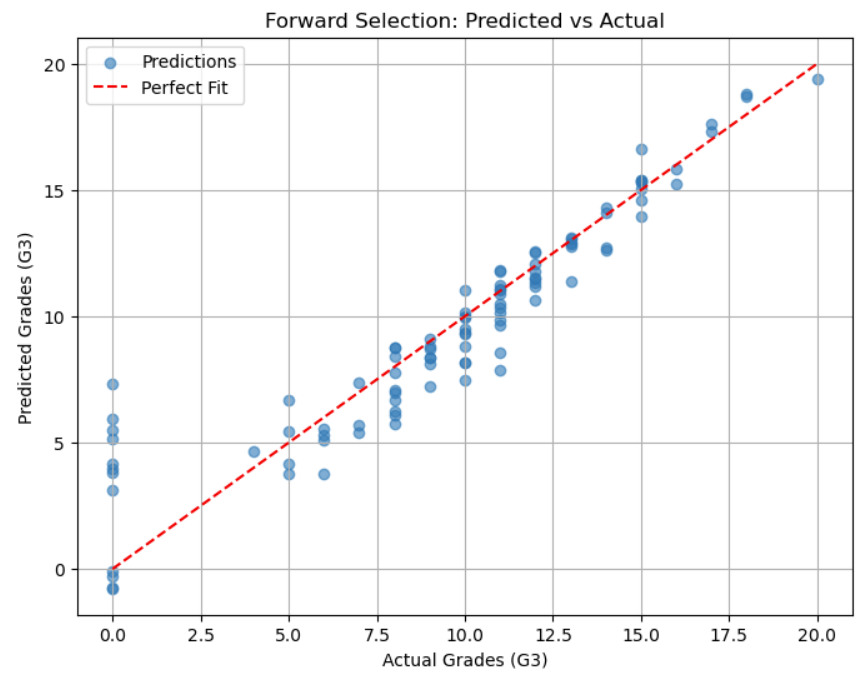 Forward Selection: Predicted vs Actual
Predictions
Perfect Fit
20
15
10
5
0
Predicted Grades (G3)
0.0 2.5 5.0 7.5 10.0 12.5 15.0 17.5 20.0
Actual Grades (G3)